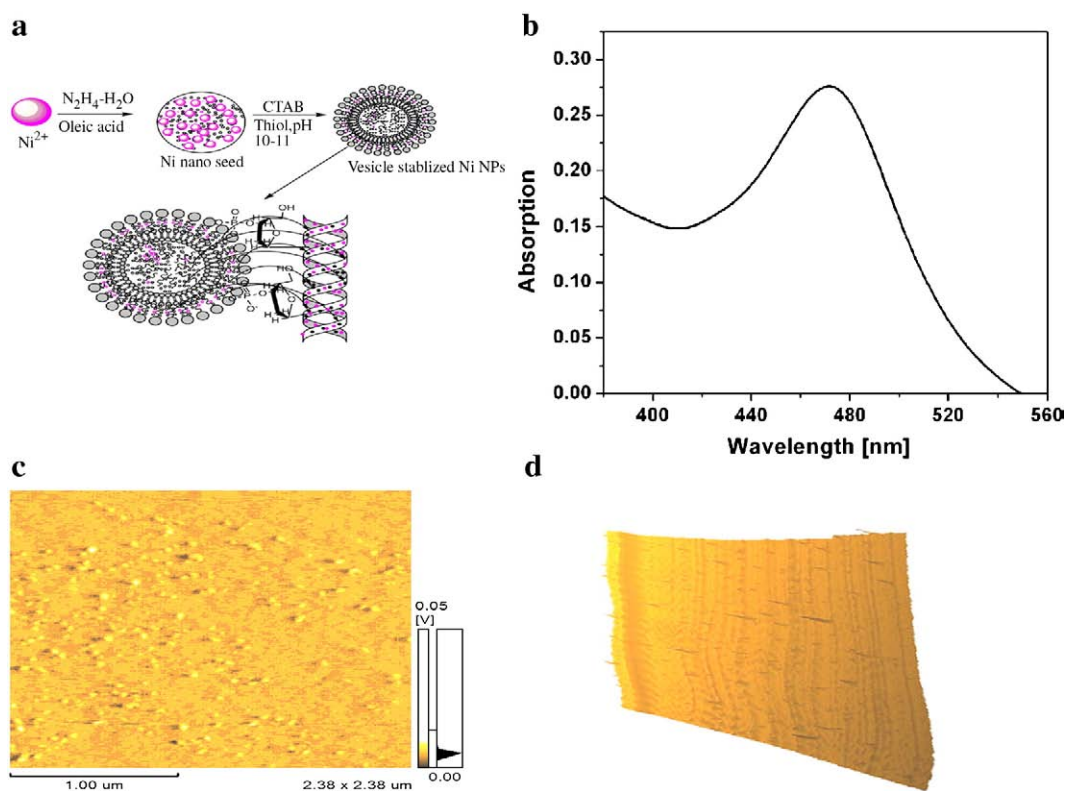 a
N₂H₄-H₂O
Oleic acid
Ni²⁺
Ni nano seed
CTAB
Thiol,pH
10-11
Vesicle stablized Ni NPs
OH
H
O
HO
H H
O
b
0.30
0.25
0.20
0.15
0.10
0.05
0.00
Absorption
400 440 480 520 560
Wavelength [nm]
c
0.05
[V]
0.00
1.00 um
2.38 x 2.38 um
d